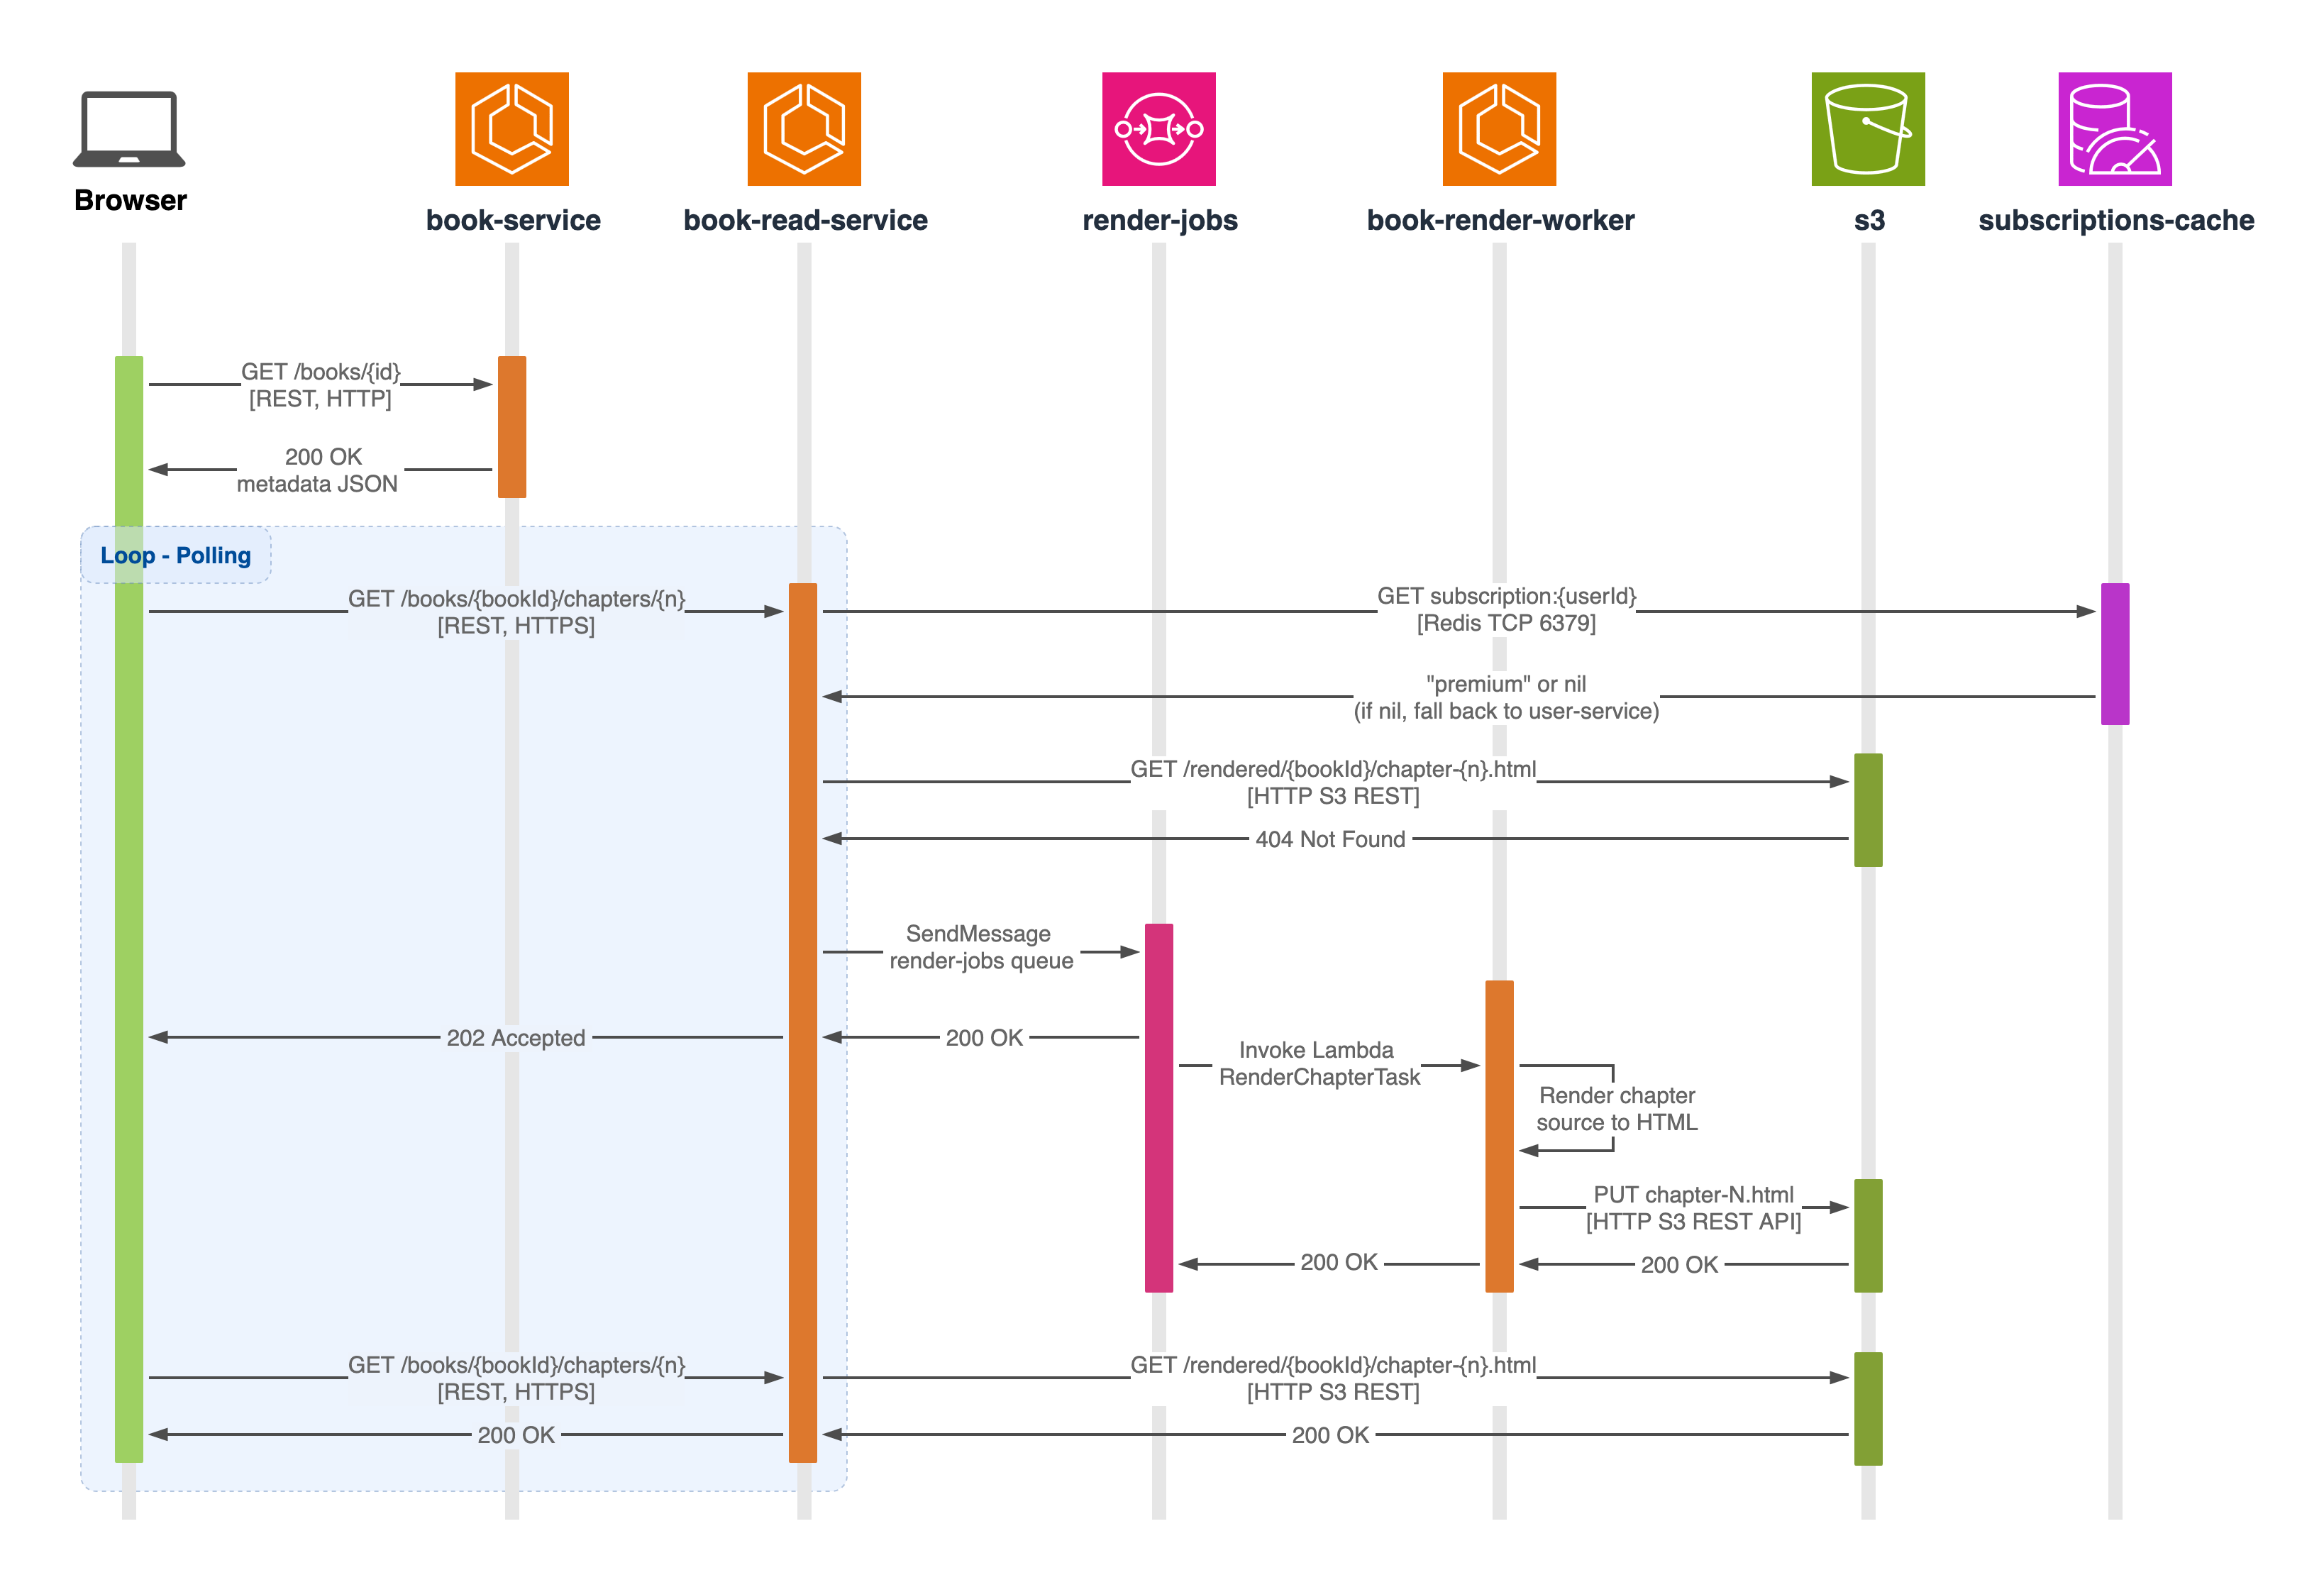 Browser
book-service
book-read-service
render-jobs
book-render-worker
s3
subscriptions-cache
GET /books/{id}
[REST, HTTP]
200 OK
metadata JSON
Loop - Polling
GET /books/{bookId}/chapters/{n}
[REST, HTTPS]
GET subscription:{userId}
[Redis TCP 6379]
"premium" or nil
(if nil, fall back to user-service)
GET /rendered/{bookId}/chapter-{n}.html
[HTTP S3 REST]
404 Not Found
SendMessage
render-jobs queue
202 Accepted
200 OK
Invoke Lambda
RenderChapterTask
Render chapter
source to HTML
PUT chapter-N.html
[HTTP S3 REST API]
200 OK
200 OK
GET /books/{bookId}/chapters/{n}
[REST, HTTPS]
GET /rendered/{bookId}/chapter-{n}.html
[HTTP S3 REST]
200 OK
200 OK